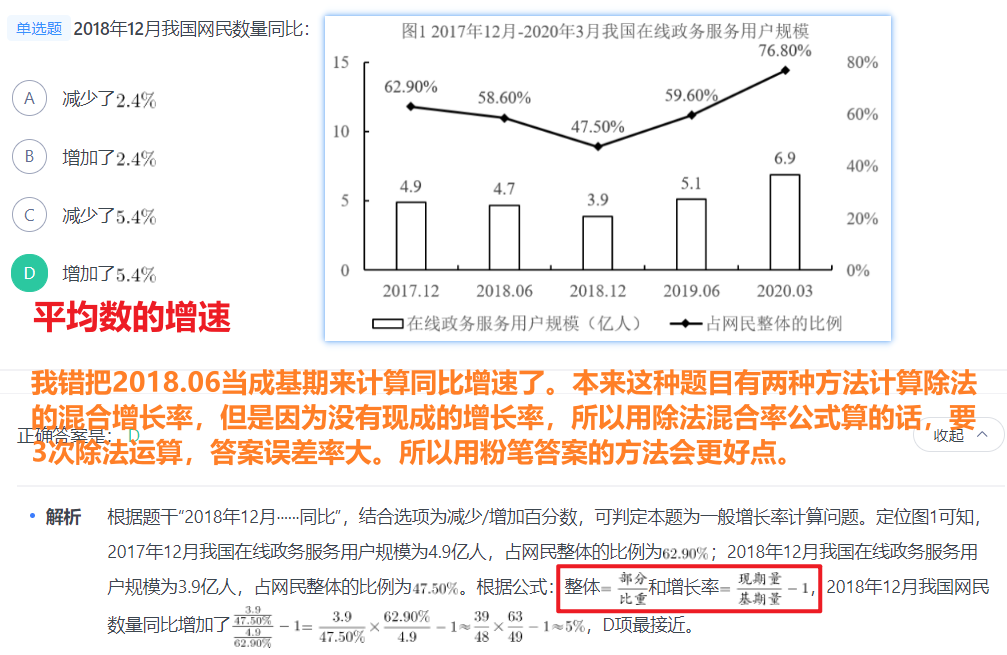 单选题 2018年12月我国网民数量同比：
A 减少了2.4%
B 增加了2.4%
C 减少了5.4%
D 增加了5.4%
图1 2017年12月-2020年3月我国在线政务服务用户规模
15
10
5
0
80%
60%
40%
20%
0%
62.90%
58.60%
47.50%
59.60%
76.80%
4.9
4.7
3.9
5.1
6.9
2017.12 2018.06 2018.12 2019.06 2020.03
在线政务服务用户规模（亿人） 占网民整体的比例
平均数的增速
我错把2018.06当成基期来计算同比增速了。本来这种题目有两种方法计算除法
的混合增长率，但是因为没有现成的增长率，所以用除法混合率公式算的话，要
3次除法运算，答案误差率大。所以用粉笔答案的方法会更好点。
正确答案是： D
收起
解析 根据题干“2018年12月……同比”，结合选项为减少/增加百分数，可判定本题为一般增长率计算问题。定位图1可知，
2017年12月我国在线政务服务用户规模为4.9亿人，占网民整体的比例为62.90%；2018年12月我国在线政务服务用
户规模为3.9亿人，占网民整体的比例为47.50%。根据公式：整体=部分/比重和增长率=现期量/基期量−1，2018年12月我国网民
数量同比增加了(3.9/47.50%)/(4.9/62.90%)−1=3.9/47.50%×62.90%/4.9−1≈39/48×63/49−1≈5%，D项最接近。